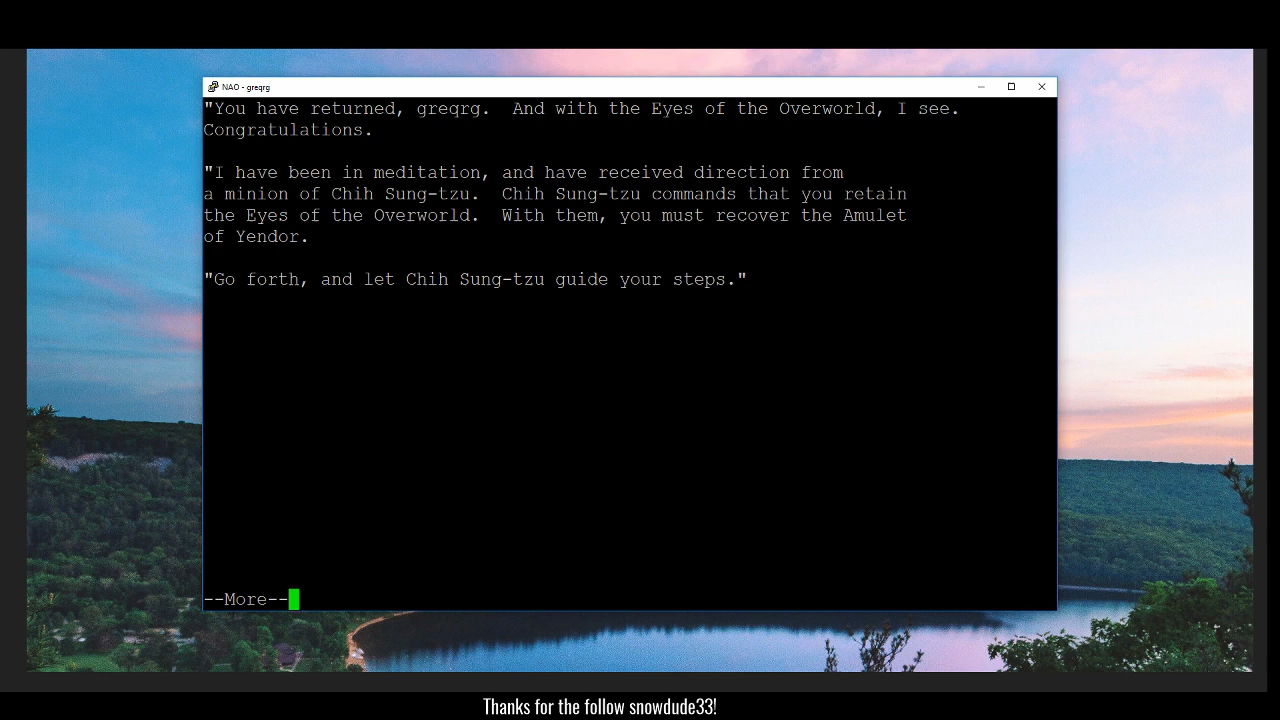 NAO - greqrg
"You have returned, greqrg.  And with the Eyes of the Overworld, I see.
Congratulations.
"I have been in meditation, and have received direction from
a minion of Chih Sung-tzu.  Chih Sung-tzu commands that you retain
the Eyes of the Overworld.  With them, you must recover the Amulet
of Yendor.
"Go forth, and let Chih Sung-tzu guide your steps."
--More--
Thanks for the follow snowdude33!